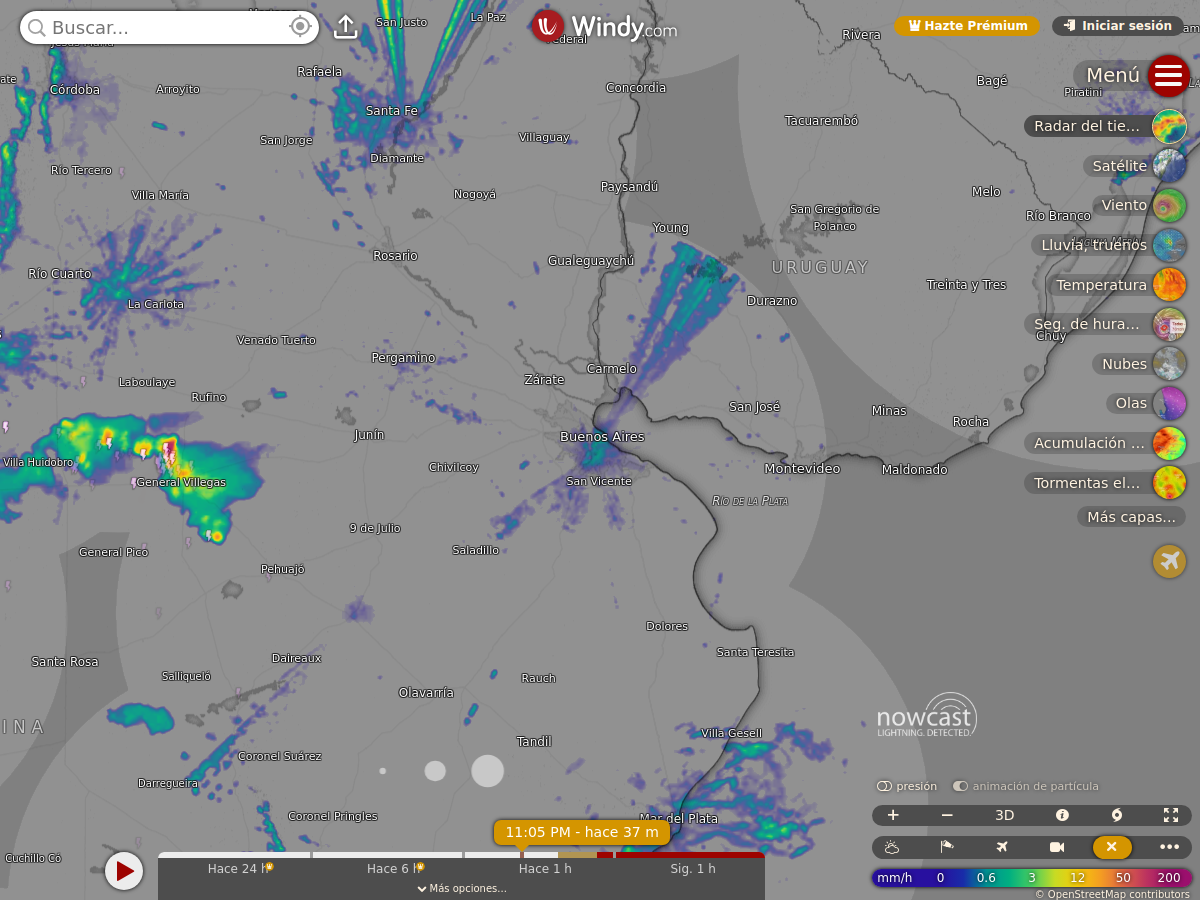 Buscar...
San Justo
La Paz
Federal
Windy.com
Rivera
Hazte Prémium
Iniciar sesión
Jesús María
Rafaela
Concordia
Bagé
Menú
Piratini
Córdoba
Arroyito
Santa Fe
Tacuarembó
Radar del tie...
San Jorge
Villaguay
Diamante
Satélite
Río Tercero
Villa María
Nogoyá
Paysandú
Melo
Viento
San Gregorio de
Polanco
Río Branco
Young
Lluvia, truenos
Rosario
Gualeguaychú
URUGUAY
Río Cuarto
La Carlota
Durazno
Treinta y Tres
Temperatura
Seg. de hura...
Chuy
Venado Tuerto
Pergamino
Carmelo
Zárate
Nubes
Laboulaye
Rufino
San José
Minas
Rocha
Olas
Junín
Buenos Aires
Acumulación ...
Villa Huidobro
Chivilcoy
Montevideo
Maldonado
General Villegas
San Vicente
Tormentas el...
Río de la Plata
Más capas...
9 de Julio
General Pico
Saladillo
Pehuajó
Dolores
Santa Rosa
Daireaux
Santa Teresita
Salliqueló
Rauch
Olavarría
INA
Villa Gesell
nowcast
LIGHTNING. DETECTED.
Tandil
Coronel Suárez
Darregueira
presión
animación de partícula
Coronel Pringles
Mar del Plata
+
−
3D
11:05 PM - hace 37 m
Cuchillo Có
Hace 24 h
Hace 6 h
Hace 1 h
Sig. 1 h
mm/h 0 0.6 3 12 50 200
Más opciones...
© OpenStreetMap contributors